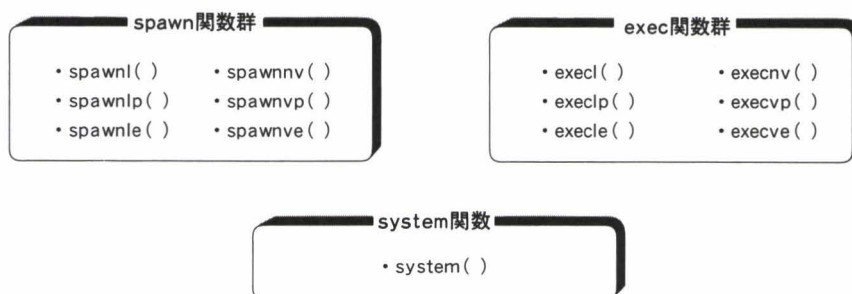 spawn関数群
・spawnl( ) ・spawnnv( )
・spawnlp( ) ・spawnvp( )
・spawnle( ) ・spawnve( )
exec関数群
・execl( ) ・execnv( )
・execlp( ) ・execvp( )
・execle( ) ・execve( )
system関数
・system( )